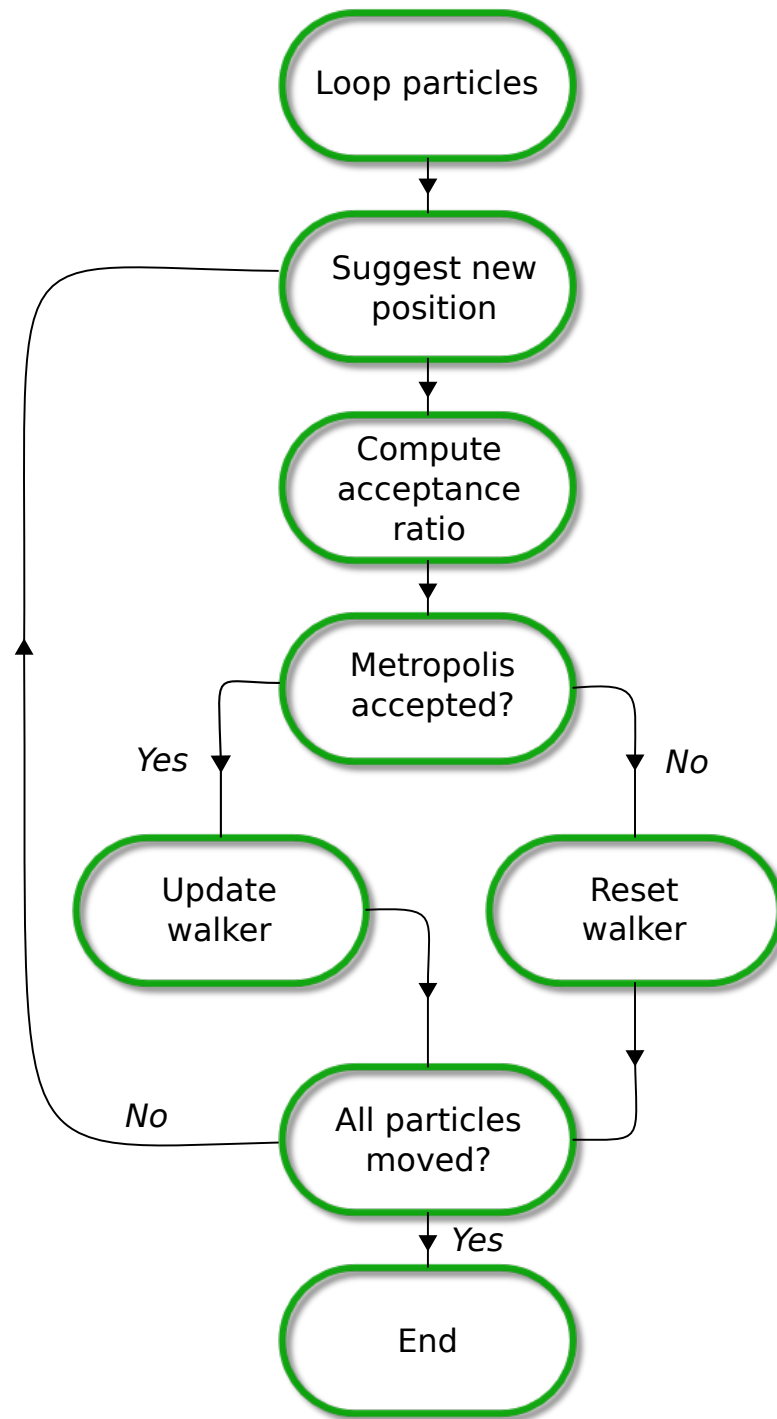 Loop particles
Suggest new
position
Compute
acceptance
ratio
Metropolis
accepted?
Yes
No
Update
walker
Reset
walker
No
All particles
moved?
Yes
End